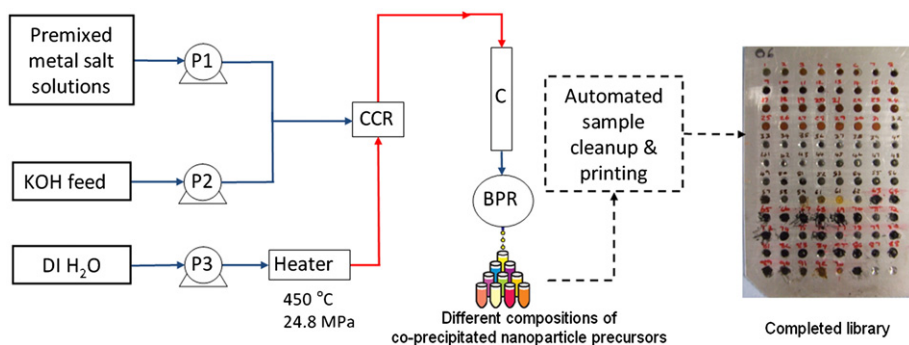 Premixed
metal salt
solutions
P1
KOH feed
P2
DI H₂O
P3
Heater
450 °C
24.8 MPa
CCR
C
BPR
Different compositions of
co-precipitated nanoparticle precursors
Automated
sample
cleanup &
printing
06
Completed library